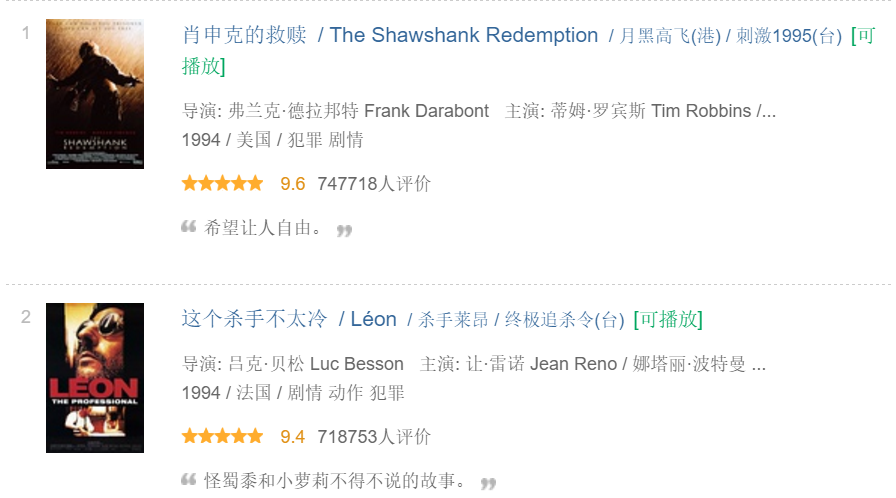 1
肖申克的救赎 / The Shawshank Redemption / 月黑高飞(港) / 刺激1995(台) [可
播放]
导演: 弗兰克·德拉邦特 Frank Darabont 主演: 蒂姆·罗宾斯 Tim Robbins /...
1994 / 美国 / 犯罪 剧情
9.6 747718人评价
“ 希望让人自由。 ”
SHAWSHANK
REDEMPTION
2
这个杀手不太冷 / Léon / 杀手莱昂 / 终极追杀令(台) [可播放]
导演: 吕克·贝松 Luc Besson 主演: 让·雷诺 Jean Reno / 娜塔丽·波特曼 ...
1994 / 法国 / 剧情 动作 犯罪
9.4 718753人评价
“ 怪蜀黍和小萝莉不得不说的故事。 ”
LEON
THE PROFESSIONAL